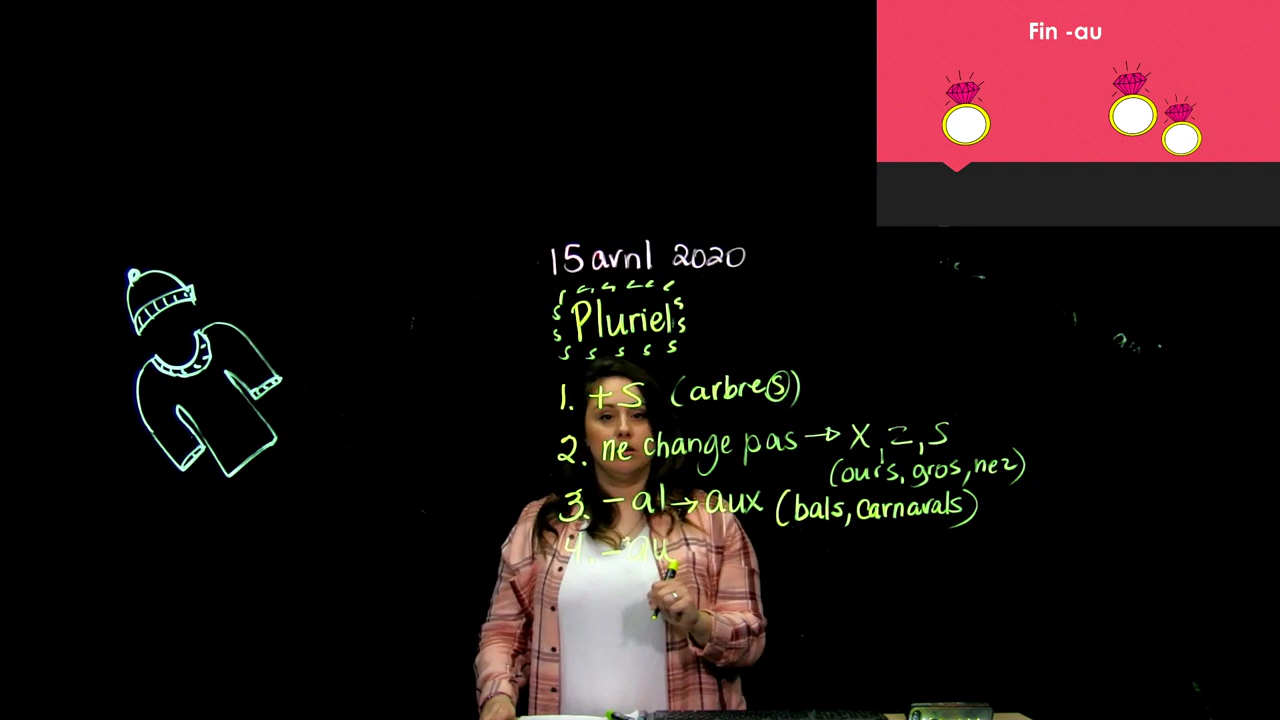 Fin -au
15 avril 2020
Pluriel
1. +S (arbres)
2. ne change pas → X, Z, S
(ours, gros, nez)
3. -al → aux (bals, carnavals)
4. -au